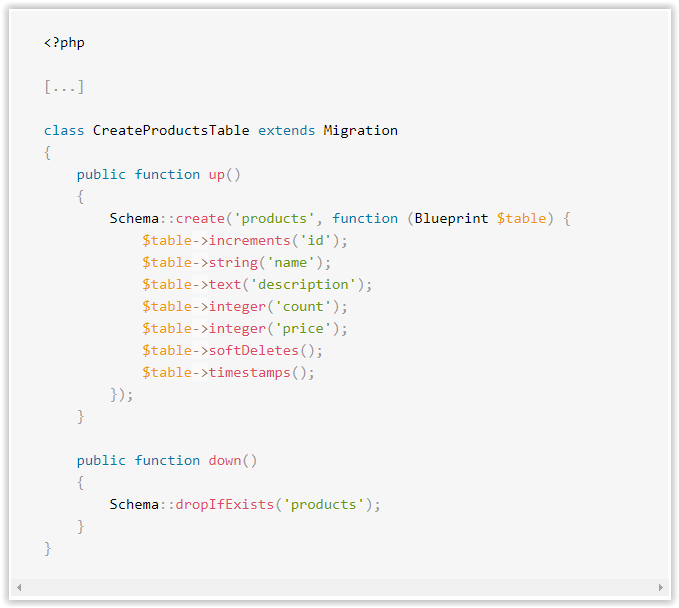 <?php
[...]
class CreateProductsTable extends Migration
{
    public function up()
    {
        Schema::create('products', function (Blueprint $table) {
            $table->increments('id');
            $table->string('name');
            $table->text('description');
            $table->integer('count');
            $table->integer('price');
            $table->softDeletes();
            $table->timestamps();
        });
    }
    public function down()
    {
        Schema::dropIfExists('products');
    }
}